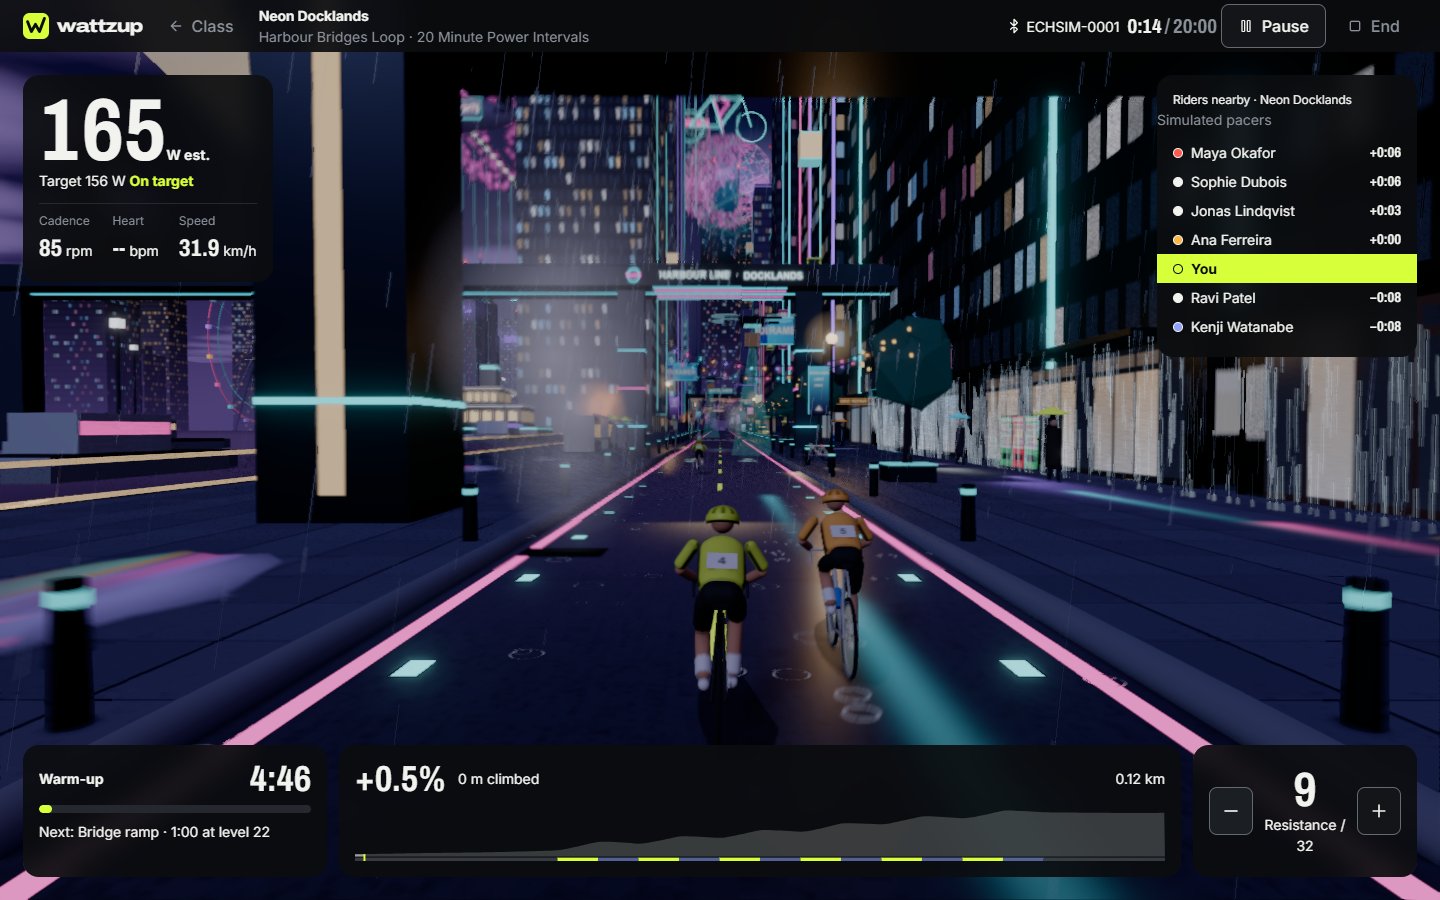 wattzup
Class
Neon Docklands
Harbour Bridges Loop · 20 Minute Power Intervals
ECHSIM-0001 0:14 / 20:00
Pause
End
165 W est.
Target 156 W On target
Cadence Heart Speed
85 rpm -- bpm 31.9 km/h
Riders nearby · Neon Docklands
Simulated pacers
Maya Okafor +0:06
Sophie Dubois +0:06
Jonas Lindqvist +0:03
Ana Ferreira +0:00
You
Ravi Patel −0:08
Kenji Watanabe −0:08
HARBOUR LINE · DOCKLANDS
4
5
Warm-up 4:46
Next: Bridge ramp · 1:00 at level 22
+0.5% 0 m climbed 0.12 km
− 9 +
Resistance /
32